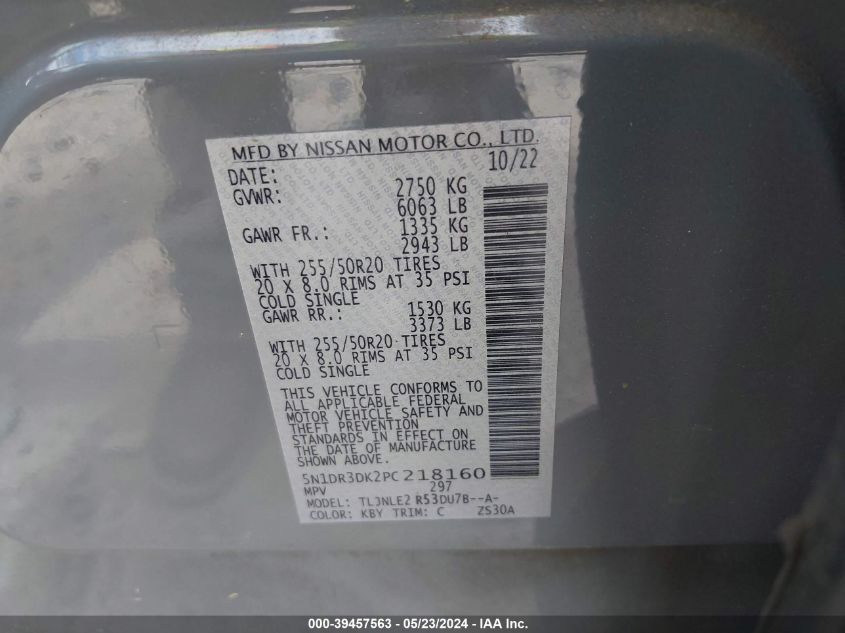 MFD BY NISSAN MOTOR CO., LTD.
DATE: 10/22
GVWR: 2750 KG
6063 LB
GAWR FR.: 1335 KG
2943 LB
WITH 255/50R20 TIRES
20 X 8.0 RIMS AT 35 PSI
COLD SINGLE
GAWR RR.: 1530 KG
3373 LB
WITH 255/50R20 TIRES
20 X 8.0 RIMS AT 35 PSI
COLD SINGLE
THIS VEHICLE CONFORMS TO
ALL APPLICABLE FEDERAL
MOTOR VEHICLE SAFETY AND
THEFT PREVENTION
STANDARDS IN EFFECT ON
THE DATE OF MANUFACTURE
SHOWN ABOVE.
5N1DR3DK2PC218160
MPV 297
MODEL: TLJNLE2 R53DU7B--A-
COLOR: KBY TRIM: C ZS30A
000-39457563 - 05/23/2024 - IAA Inc.